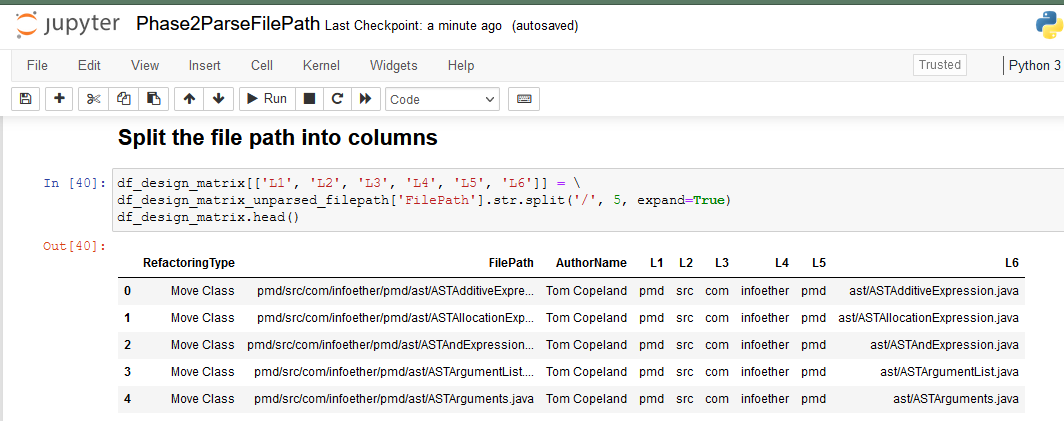 jupyter Phase2ParseFilePath Last Checkpoint: a minute ago (autosaved)
File Edit View Insert Cell Kernel Widgets Help Trusted Python 3
Run Code
Split the file path into columns
In [40]: df_design_matrix[['L1', 'L2', 'L3', 'L4', 'L5', 'L6']] = \
df_design_matrix_unparsed_filepath['FilePath'].str.split('/', 5, expand=True)
df_design_matrix.head()
Out[40]:
RefactoringType FilePath AuthorName L1 L2 L3 L4 L5 L6
0 Move Class pmd/src/com/infoether/pmd/ast/ASTAdditiveExpre... Tom Copeland pmd src com infoether pmd ast/ASTAdditiveExpression.java
1 Move Class pmd/src/com/infoether/pmd/ast/ASTAllocationExp... Tom Copeland pmd src com infoether pmd ast/ASTAllocationExpression.java
2 Move Class pmd/src/com/infoether/pmd/ast/ASTAndExpression... Tom Copeland pmd src com infoether pmd ast/ASTAndExpression.java
3 Move Class pmd/src/com/infoether/pmd/ast/ASTArgumentList.... Tom Copeland pmd src com infoether pmd ast/ASTArgumentList.java
4 Move Class pmd/src/com/infoether/pmd/ast/ASTArguments.java Tom Copeland pmd src com infoether pmd ast/ASTArguments.java